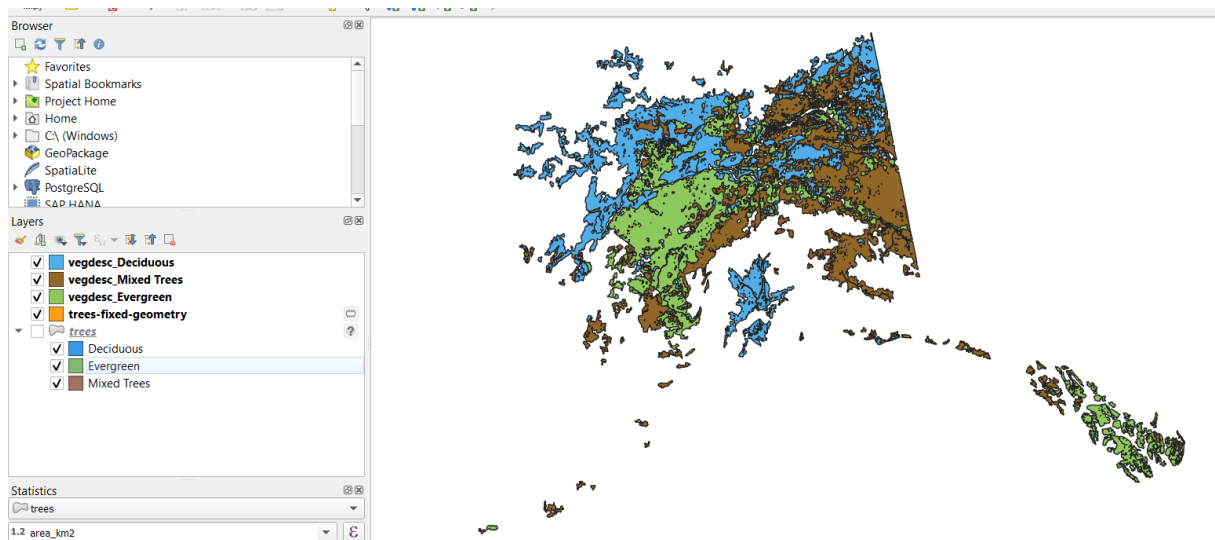 Browser
Favorites
Spatial Bookmarks
Project Home
Home
C:\ (Windows)
GeoPackage
SpatiaLite
PostgreSQL
SAP HANA
Layers
vegdesc_Deciduous
vegdesc_Mixed Trees
vegdesc_Evergreen
trees-fixed-geometry
?
trees
Deciduous
Evergreen
Mixed Trees
Statistics
trees
1.2 area_km2
ε